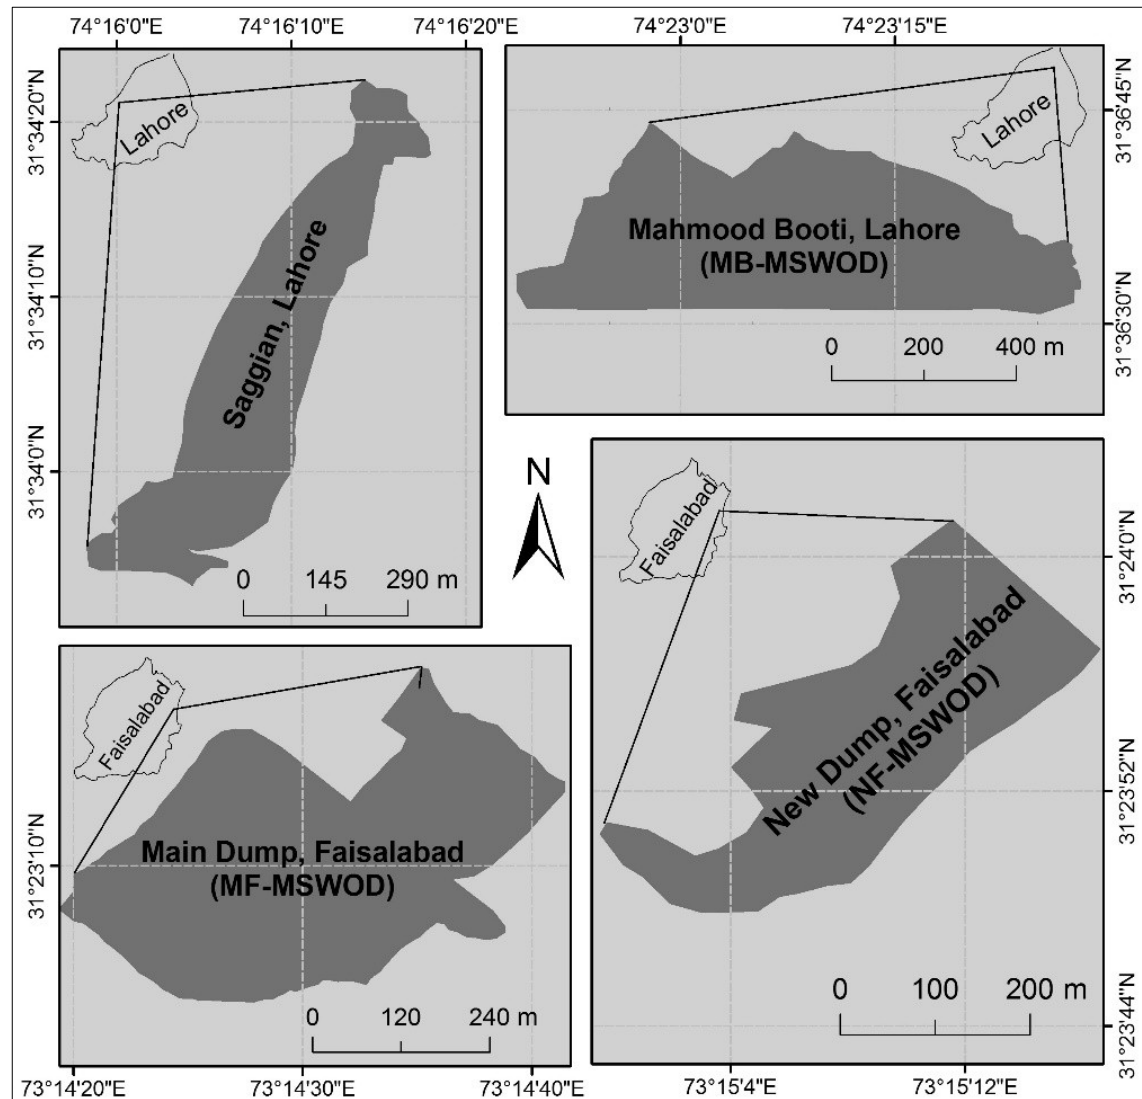 74°16'0"E
74°16'10"E
74°16'20"E
74°23'0"E
74°23'15"E
31°34'20"N
31°34'10"N
31°34'0"N
Lahore
Saggian, Lahore
0 145 290 m
Lahore
Mahmood Booti, Lahore
(MB-MSWOD)
0 200 400 m
31°36'45"N
31°36'30"N
N
Faisalabad
Main Dump, Faisalabad
(MF-MSWOD)
0 120 240 m
31°23'10"N
Faisalabad
New Dump, Faisalabad
(NF-MSWOD)
0 100 200 m
31°24'0"N
31°23'52"N
31°23'44"N
73°14'20"E
73°14'30"E
73°14'40"E
73°15'4"E
73°15'12"E